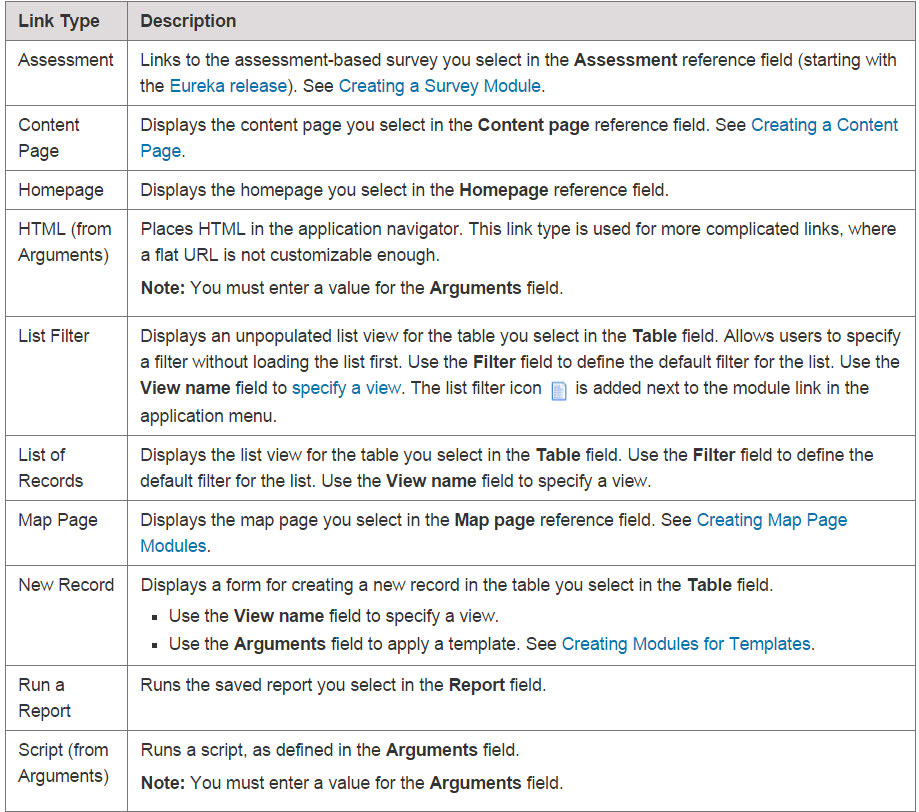 Link Type Description
Assessment Links to the assessment-based survey you select in the Assessment reference field (starting with
the Eureka release). See Creating a Survey Module.
Content Displays the content page you select in the Content page reference field. See Creating a Content
Page Page.
Homepage Displays the homepage you select in the Homepage reference field.
HTML (from Places HTML in the application navigator. This link type is used for more complicated links, where
Arguments) a flat URL is not customizable enough.
Note: You must enter a value for the Arguments field.
List Filter Displays an unpopulated list view for the table you select in the Table field. Allows users to specify
a filter without loading the list first. Use the Filter field to define the default filter for the list. Use the
View name field to specify a view. The list filter icon is added next to the module link in the
application menu.
List of Displays the list view for the table you select in the Table field. Use the Filter field to define the
Records default filter for the list. Use the View name field to specify a view.
Map Page Displays the map page you select in the Map page reference field. See Creating Map Page
Modules.
New Record Displays a form for creating a new record in the table you select in the Table field.
▪ Use the View name field to specify a view.
▪ Use the Arguments field to apply a template. See Creating Modules for Templates.
Run a Runs the saved report you select in the Report field.
Report
Script (from Runs a script, as defined in the Arguments field.
Arguments) Note: You must enter a value for the Arguments field.